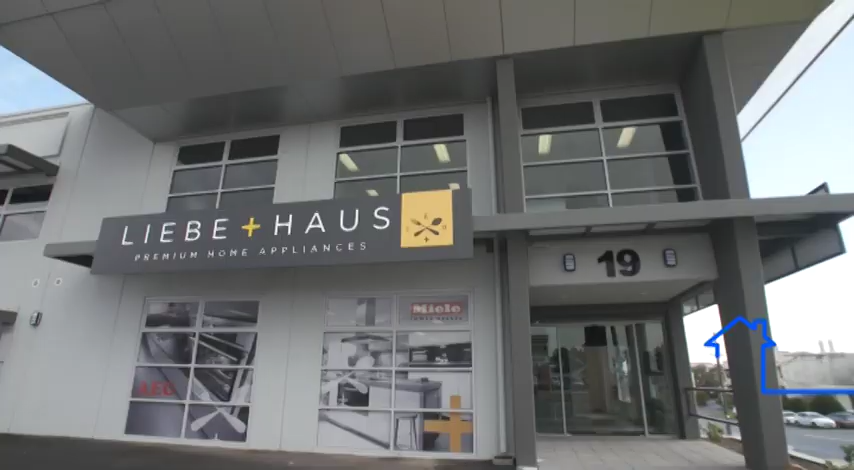 LIEBE + HAUS
PREMIUM HOME APPLIANCES
19
Miele
AEG